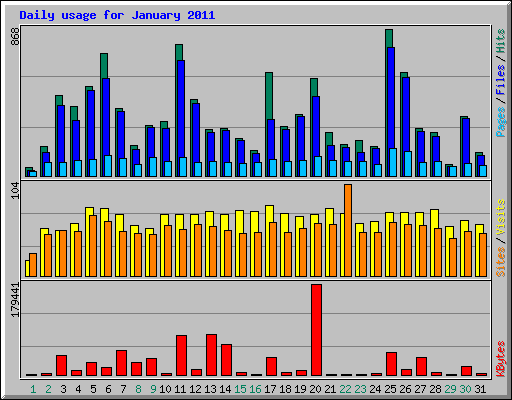 Daily usage for January 2011
868
Pages / Files / Hits
104
Sites / Visits
179441
KBytes
1 2 3 4 5 6 7 8 9 10 11 12 13 14 15 16 17 18 19 20 21 22 23 24 25 26 27 28 29 30 31